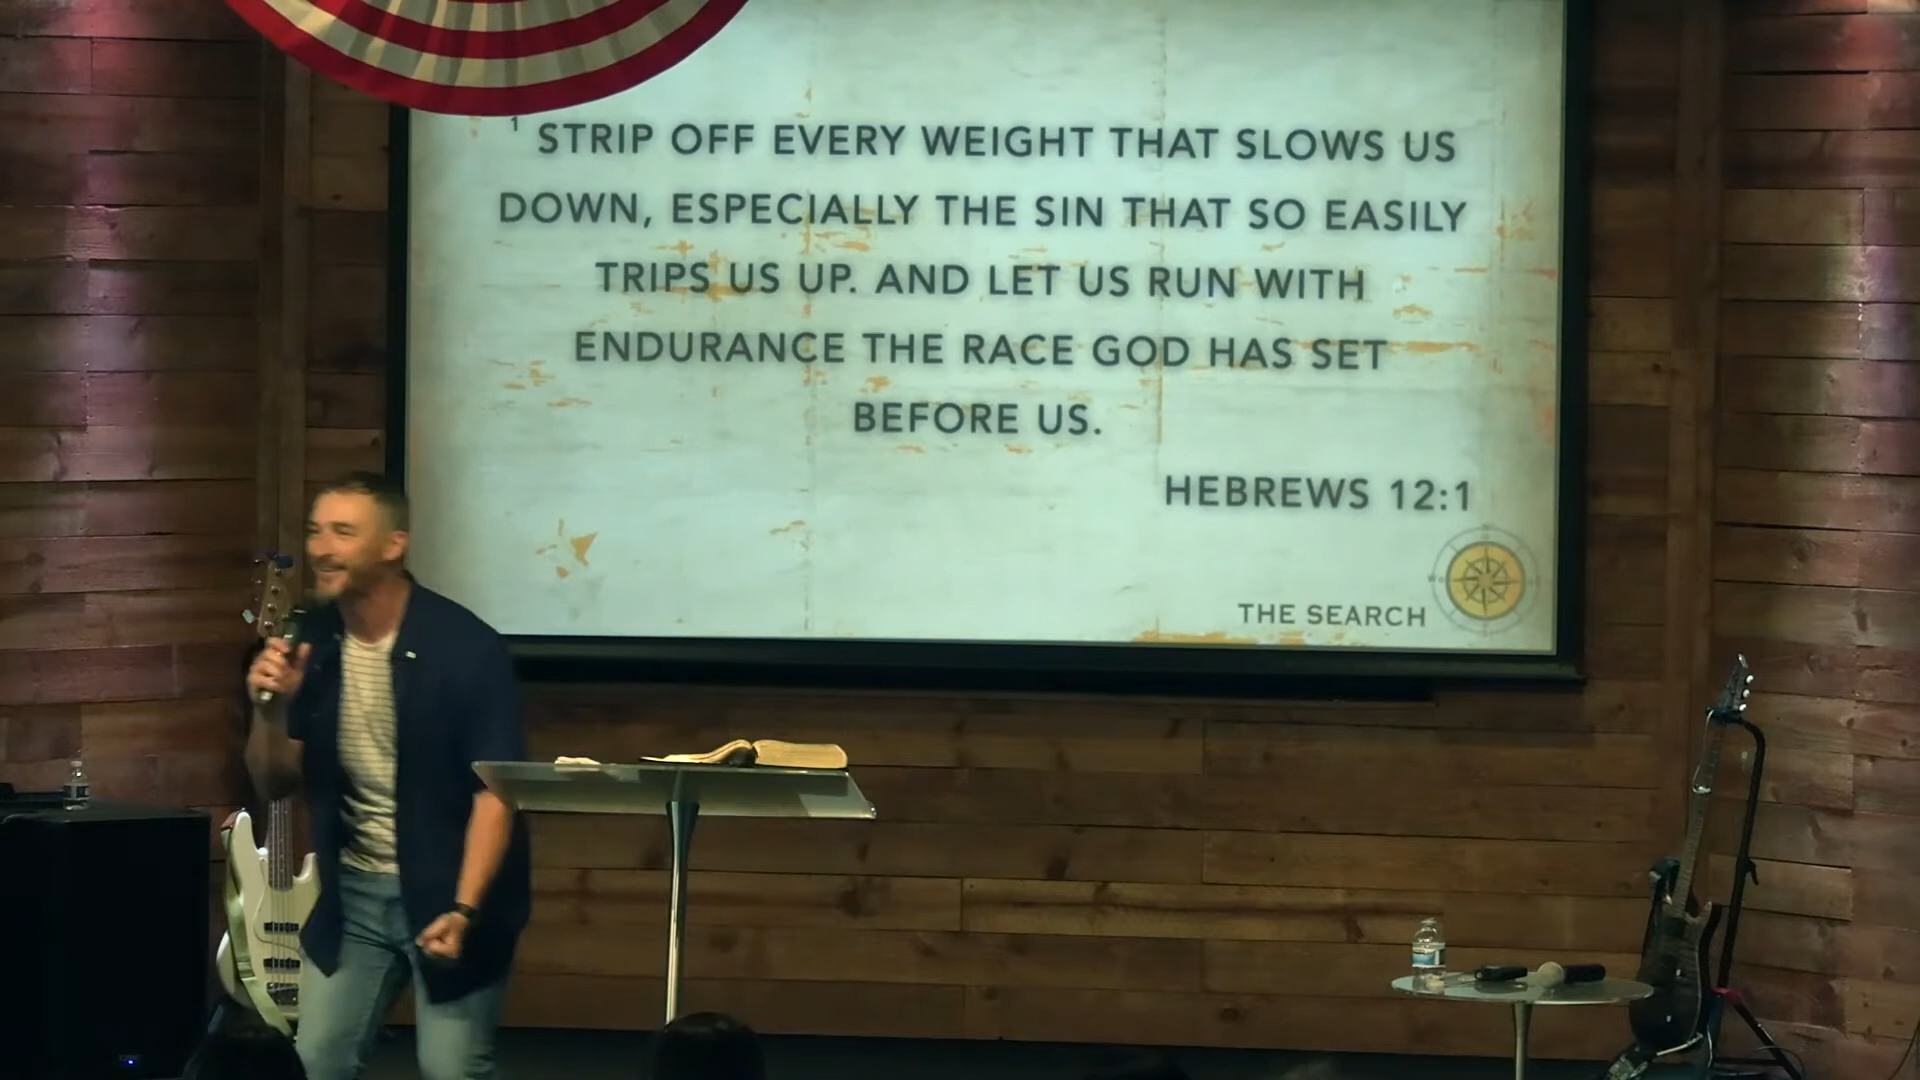 1 STRIP OFF EVERY WEIGHT THAT SLOWS US
DOWN, ESPECIALLY THE SIN THAT SO EASILY
TRIPS US UP. AND LET US RUN WITH
ENDURANCE THE RACE GOD HAS SET
BEFORE US.
HEBREWS 12:1
THE SEARCH